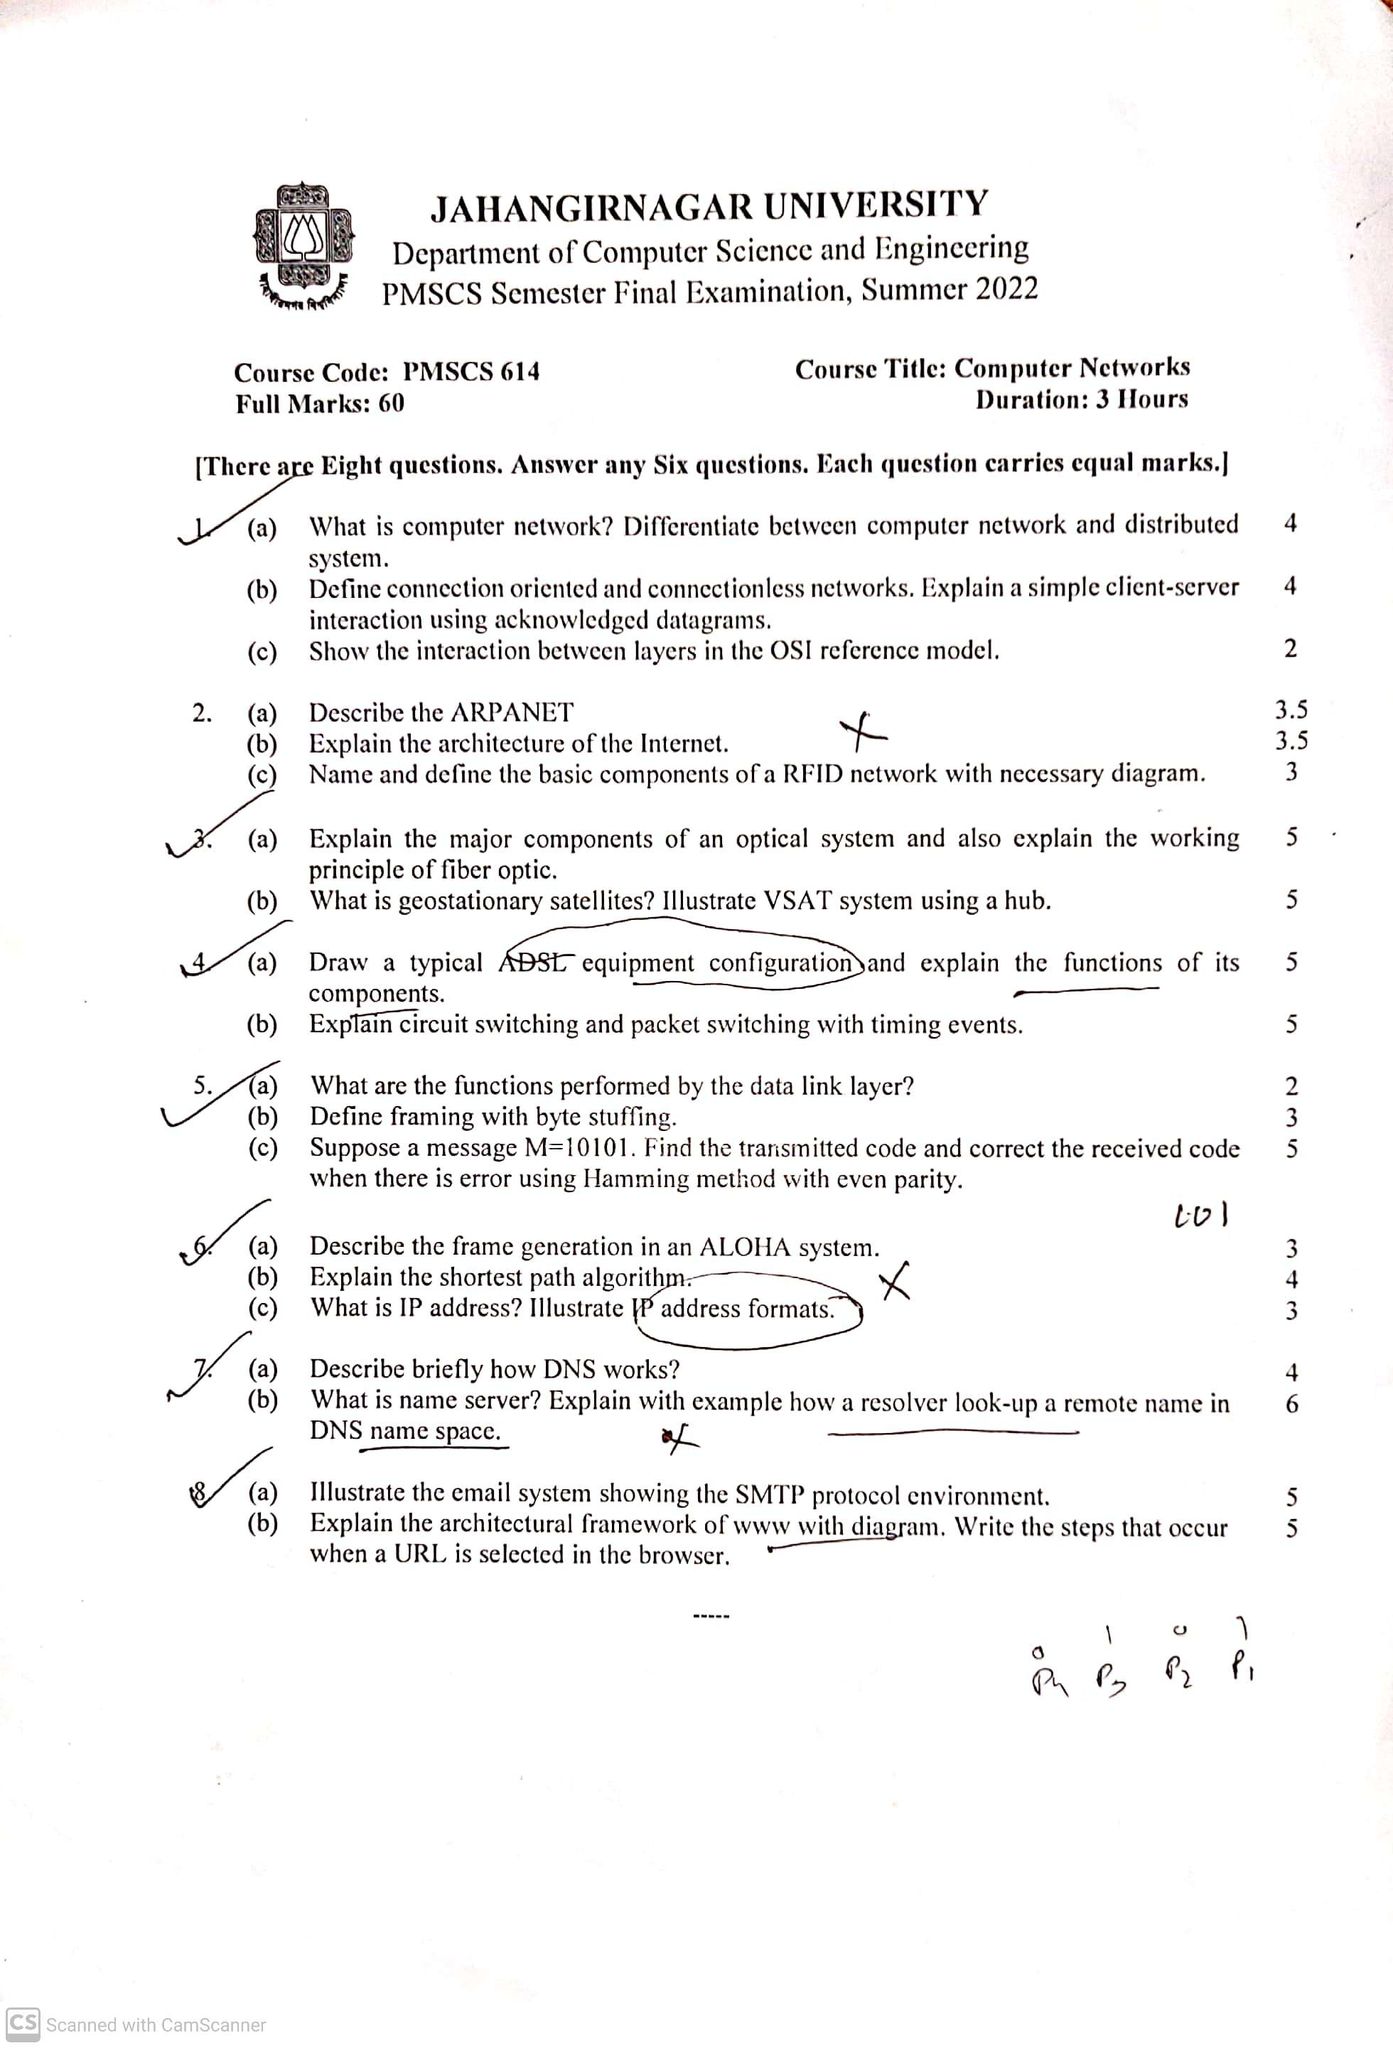 JAHANGIRNAGAR UNIVERSITY
Department of Computer Science and Engineering
PMSCS Semester Final Examination, Summer 2022
Course Code: PMSCS 614
Course Title: Computer Networks
Full Marks: 60
Duration: 3 Hours
[There are Eight questions. Answer any Six questions. Each question carries equal marks.]
1. (a) What is computer network? Differentiate between computer network and distributed 4
system.
(b) Define connection oriented and connectionless networks. Explain a simple client-server 4
interaction using acknowledged datagrams.
(c) Show the interaction between layers in the OSI reference model. 2
2. (a) Describe the ARPANET 3.5
(b) Explain the architecture of the Internet. 3.5
(c) Name and define the basic components of a RFID network with necessary diagram. 3
3. (a) Explain the major components of an optical system and also explain the working 5
principle of fiber optic.
(b) What is geostationary satellites? Illustrate VSAT system using a hub. 5
4. (a) Draw a typical ADSL equipment configuration and explain the functions of its 5
components.
(b) Explain circuit switching and packet switching with timing events. 5
5. (a) What are the functions performed by the data link layer? 2
(b) Define framing with byte stuffing. 3
(c) Suppose a message M=10101. Find the transmitted code and correct the received code 5
when there is error using Hamming method with even parity.
6. (a) Describe the frame generation in an ALOHA system. 3
(b) Explain the shortest path algorithm. 4
(c) What is IP address? Illustrate IP address formats. 3
7. (a) Describe briefly how DNS works? 4
(b) What is name server? Explain with example how a resolver look-up a remote name in 6
DNS name space.
8. (a) Illustrate the email system showing the SMTP protocol environment. 5
(b) Explain the architectural framework of www with diagram. Write the steps that occur 5
when a URL is selected in the browser.
-----
0 1 0 1
P4 P3 P2 P1
CS Scanned with CamScanner